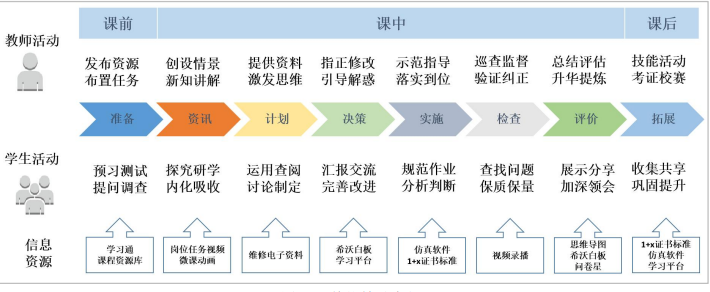 课前
课中
课后
教师活动
发布资源
布置任务
创设情景
新知讲解
提供资料
激发思维
指正修改
引导解惑
示范指导
落实到位
巡查监督
验证纠正
总结评估
升华提炼
技能活动
考证校赛
准备
资讯
计划
决策
实施
检查
评价
拓展
学生活动
预习测试
提问调查
探究研学
内化吸收
运用查阅
讨论制定
汇报交流
完善改进
规范作业
分析判断
查找问题
保质保量
展示分享
加深领会
收集共享
巩固提升
信息
资源
学习通
课程资源库
岗位任务视频
微课动画
维修电子资料
希沃白板
学习平台
仿真软件
1+x证书标准
视频录播
思维导图
希沃白板
问卷星
1+x证书标准
仿真软件
学习平台